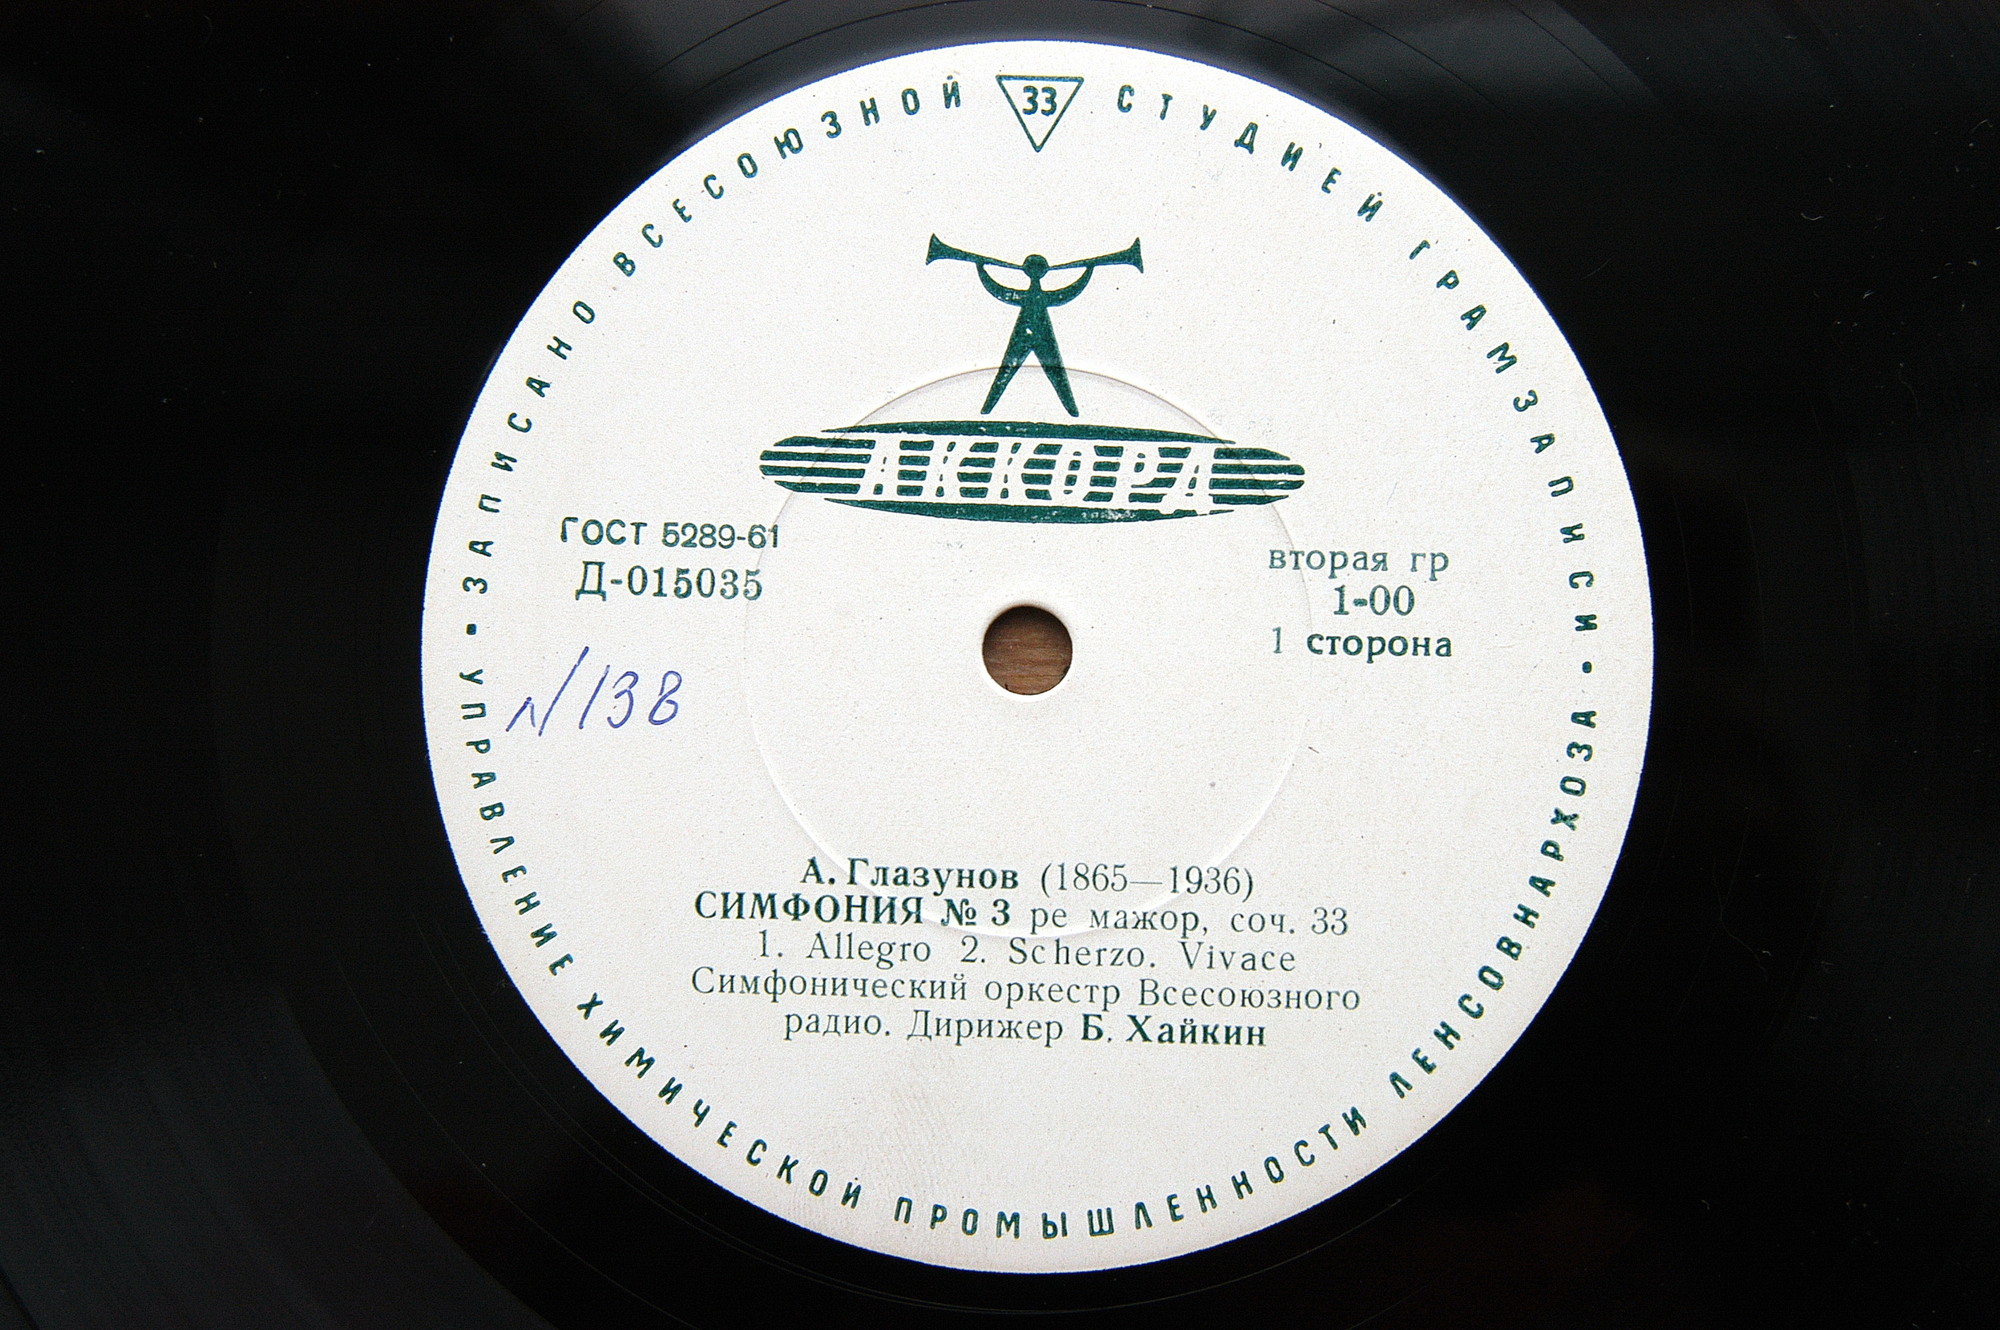 ЗАПИСАНО ВСЕСОЮЗНОЙ 33 СТУДИЕЙ ГРАМЗАПИСИ •
АККОРД
ГОСТ 5289-61
Д-015035
вторая гр
1-00
1 сторона
N138
А. Глазунов (1865—1936)
СИМФОНИЯ № 3 ре мажор, соч. 33
1. Allegro 2. Scherzo. Vivace
Симфонический оркестр Всесоюзного
радио. Дирижер Б. Хайкин
УПРАВЛЕНИЕ ХИМИЧЕСКОЙ ПРОМЫШЛЕННОСТИ ЛЕНСОВНАРХОЗА •